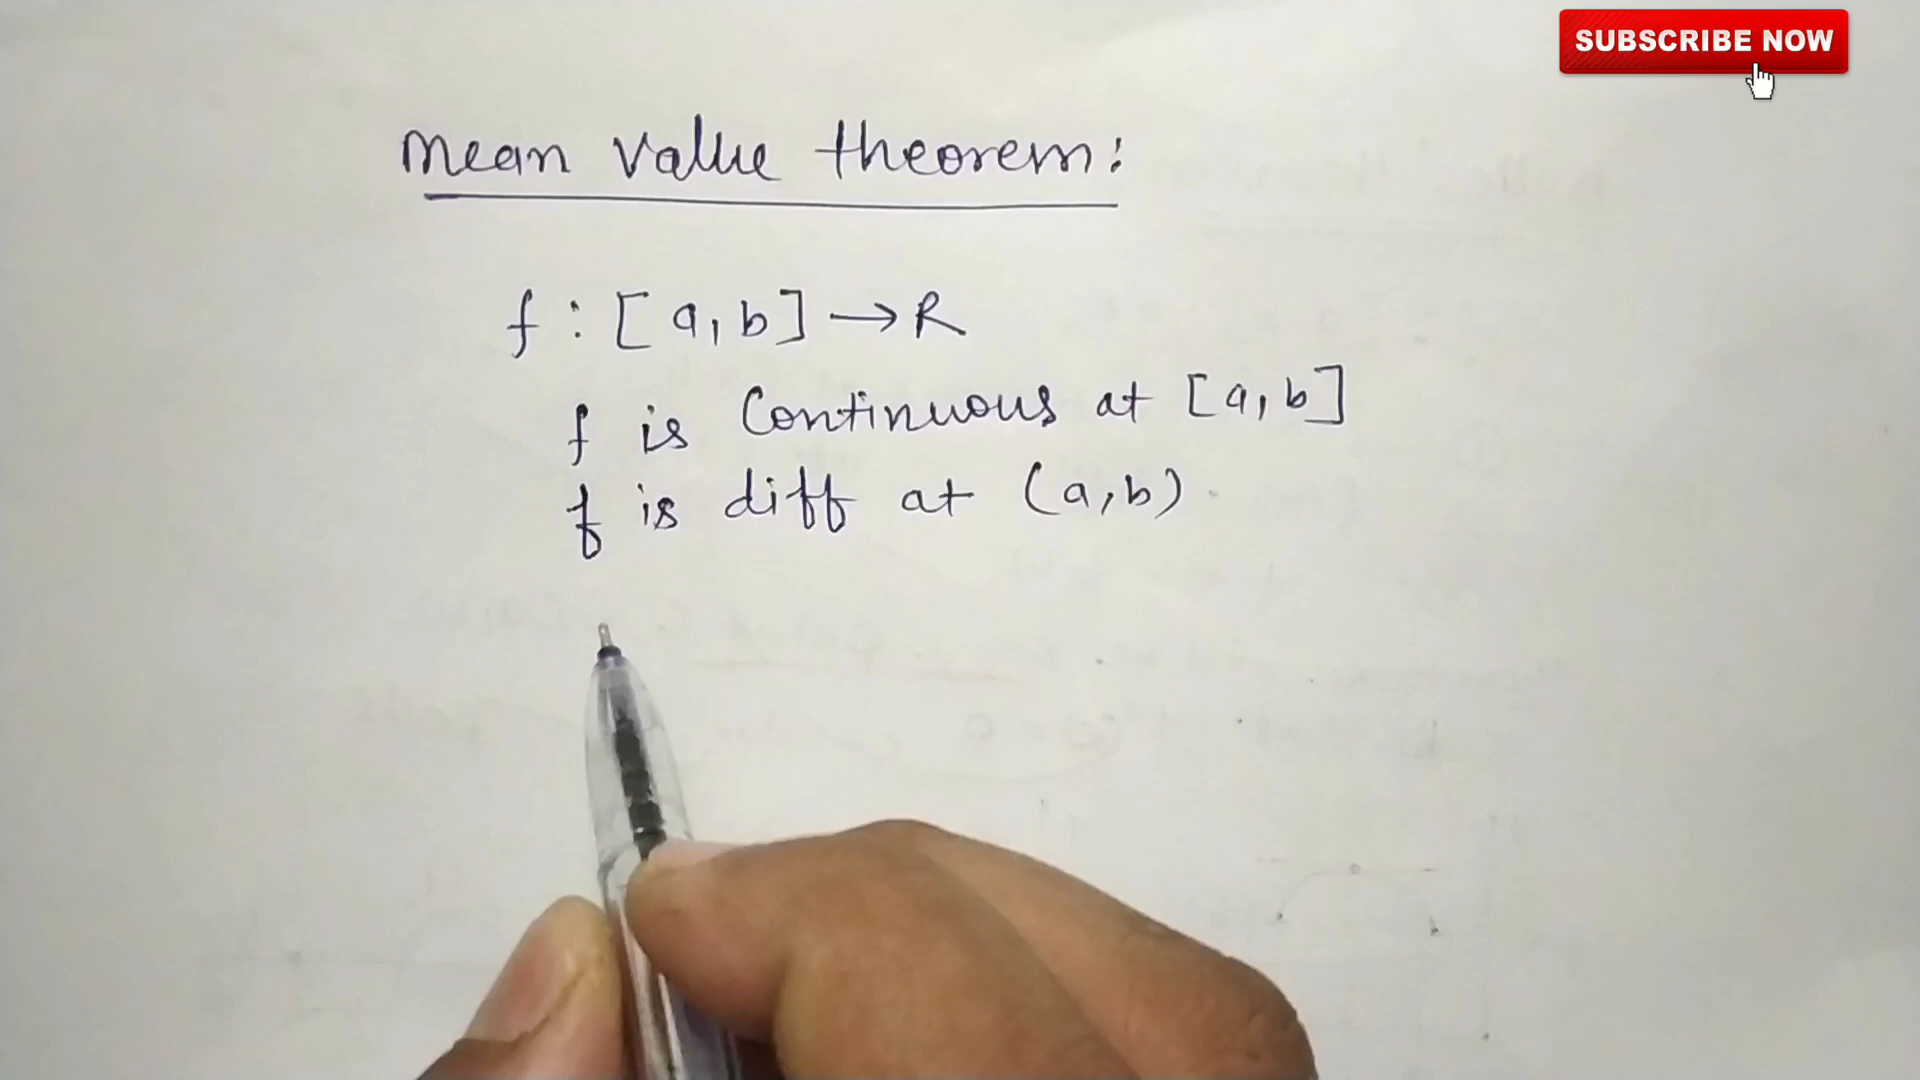 SUBSCRIBE NOW
Mean value theorem:
f : [a, b] → R
f is Continuous at [a, b]
f is diff at (a, b)